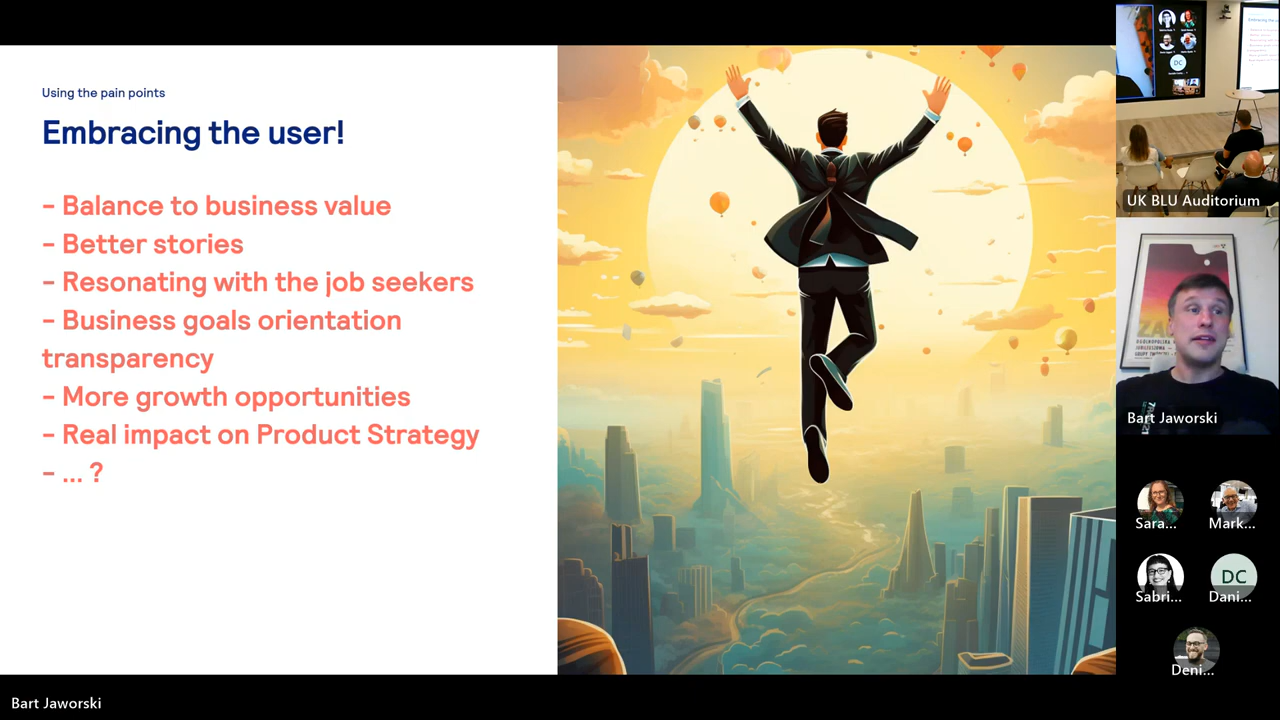 Using the pain points
Embracing the user!
- Balance to business value
- Better stories
- Resonating with the job seekers
- Business goals orientation
transparency
- More growth opportunities
- Real impact on Product Strategy
- ... ?
UK BLU Auditorium
Bart Jaworski
Sara...
Mark...
Sabri...
DC
Dani...
Deni...
Bart Jaworski
DC